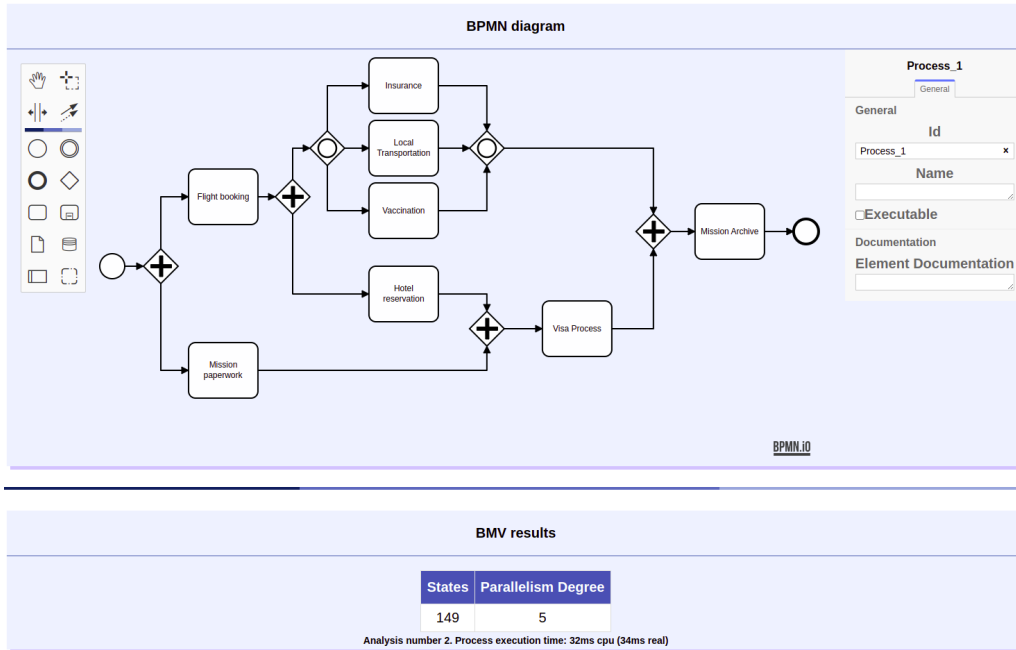 BPMN diagram
Insurance
Local
Transportation
Vaccination
Flight booking
Hotel
reservation
Mission
paperwork
Visa Process
Mission Archive
BPMN.iO
Process_1
General
General
Id
Process_1
×
Name
Executable
Documentation
Element Documentation
BMV results
States Parallelism Degree
149 5
Analysis number 2. Process execution time: 32ms cpu (34ms real)